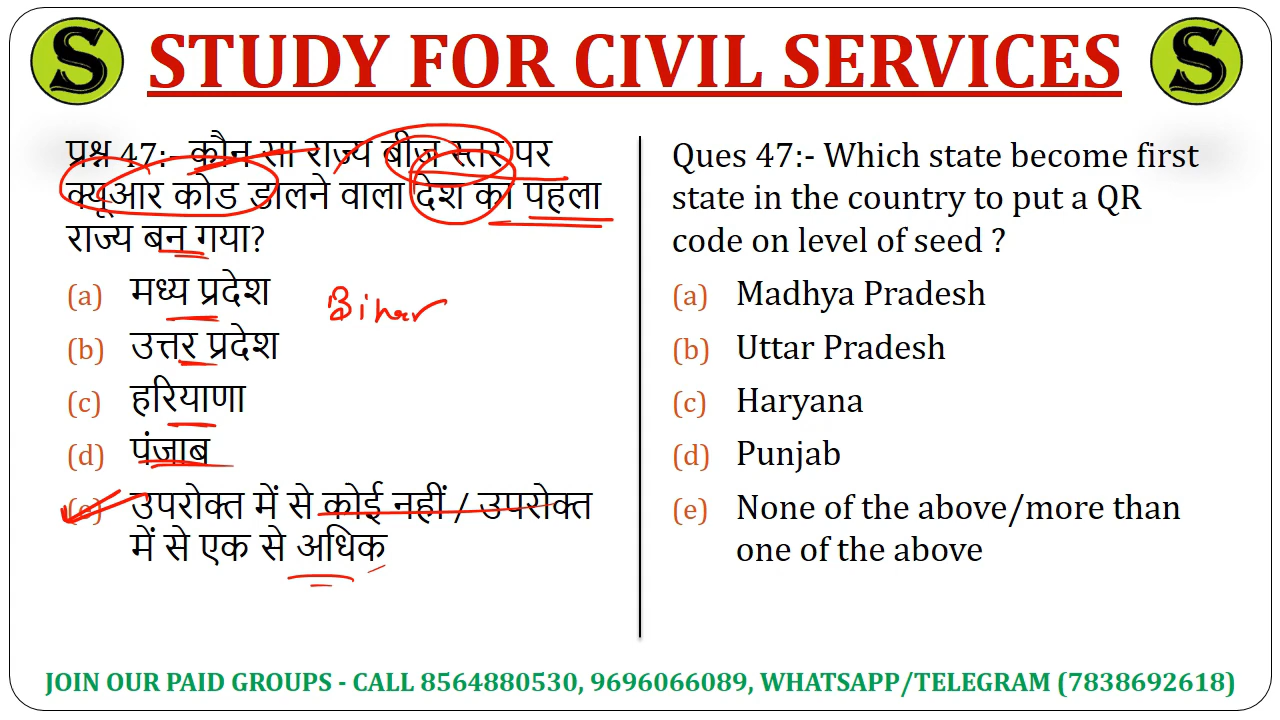 S STUDY FOR CIVIL SERVICES S
प्रश्न 47:- कौन सा राज्य बीज स्तर पर
क्यूआर कोड डालने वाला देश का पहला
राज्य बन गया?
(a) मध्य प्रदेश
Bihar
(b) उत्तर प्रदेश
(c) हरियाणा
(d) पंजाब
(e) उपरोक्त में से कोई नहीं / उपरोक्त
में से एक से अधिक
Ques 47:- Which state become first
state in the country to put a QR
code on level of seed ?
(a) Madhya Pradesh
(b) Uttar Pradesh
(c) Haryana
(d) Punjab
(e) None of the above/more than
one of the above
JOIN OUR PAID GROUPS - CALL 8564880530, 9696066089, WHATSAPP/TELEGRAM (7838692618)